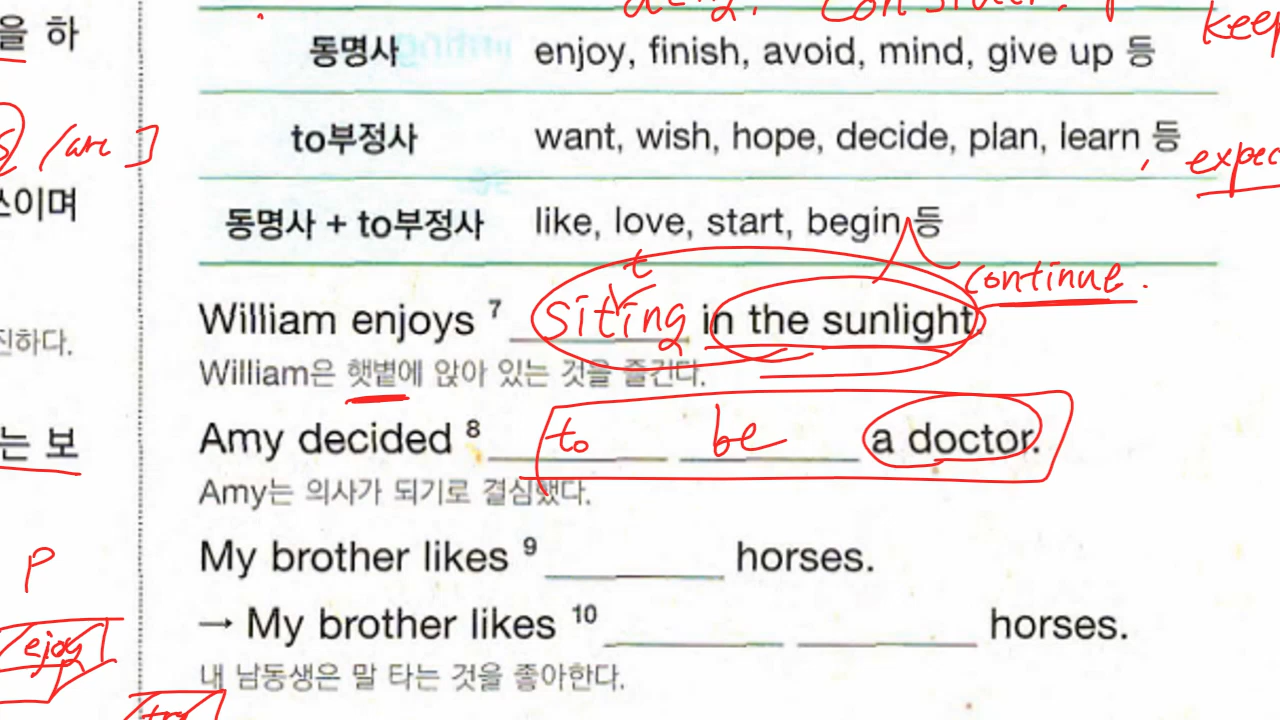 consider.
을 하
동명사 enjoy, finish, avoid, mind, give up 등 keep
/are ]
to부정사 want, wish, hope, decide, plan, learn 등 , expec
쓰이며
동명사 + to부정사 like, love, start, begin 등
continue.
t
William enjoys 7 siting in the sunlight.
진하다.
William은 햇볕에 앉아 있는 것을 즐긴다.
는 보
Amy decided 8 to be a doctor.
Amy는 의사가 되기로 결심했다.
My brother likes 9 ________ horses.
p
→ My brother likes 10 ________ ________ horses.
ejoy
내 남동생은 말 타는 것을 좋아한다.